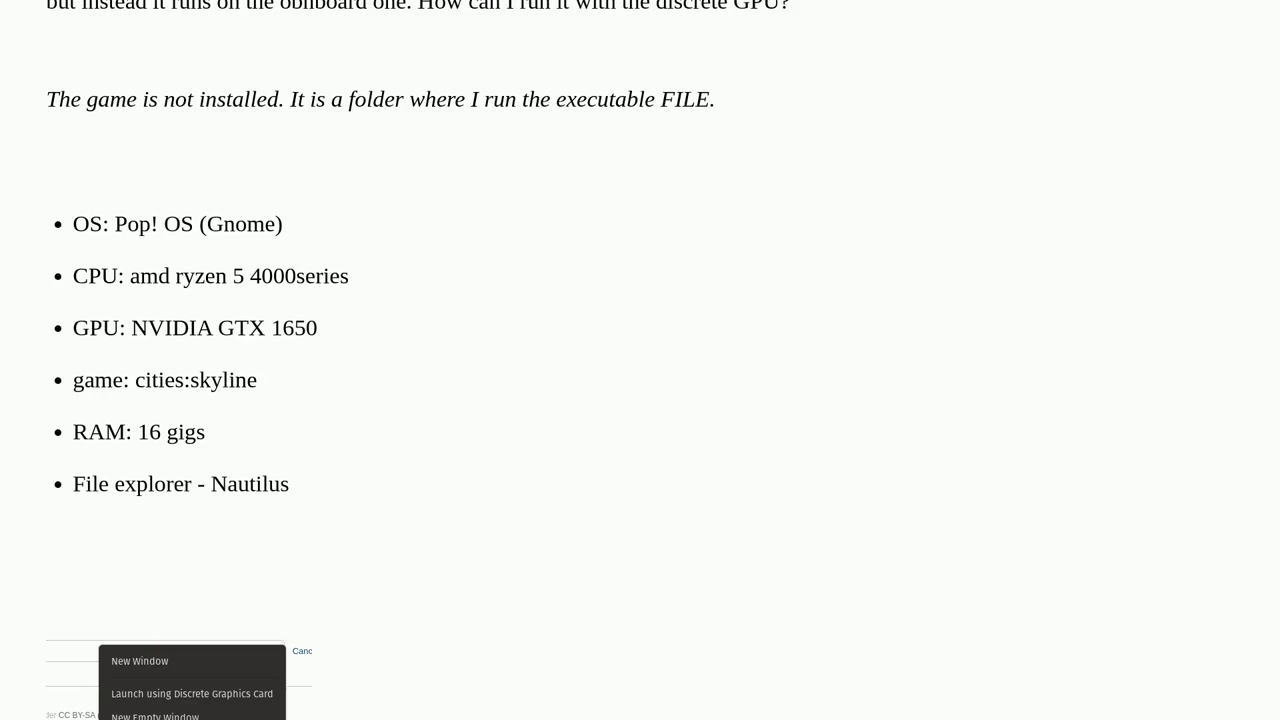 but instead it runs on the obnboard one. How can I run it with the discrete GPU?
The game is not installed. It is a folder where I run the executable FILE.
OS: Pop! OS (Gnome)
CPU: amd ryzen 5 4000series
GPU: NVIDIA GTX 1650
game: cities:skyline
RAM: 16 gigs
File explorer - Nautilus
New Window
Canc
Launch using Discrete Graphics Card
der CC BY-SA
New Empty Window